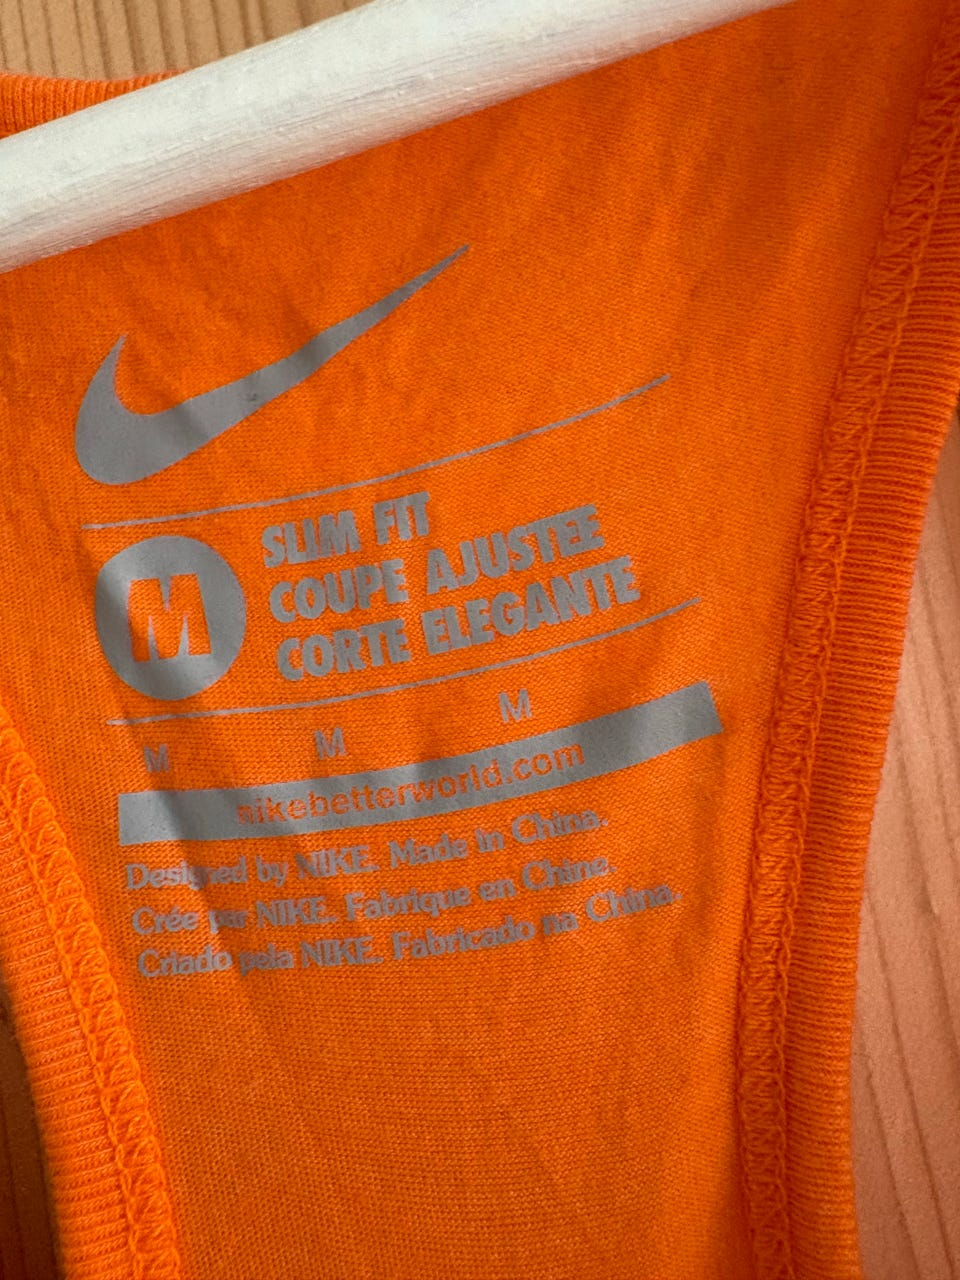 M
SLIM FIT
COUPE AJUSTEE
CORTE ELEGANTE
M M M
nikebetterworld.com
Designed by NIKE. Made in China.
Crée par NIKE. Fabrique en Chine.
Criado pela NIKE. Fabricado na China.